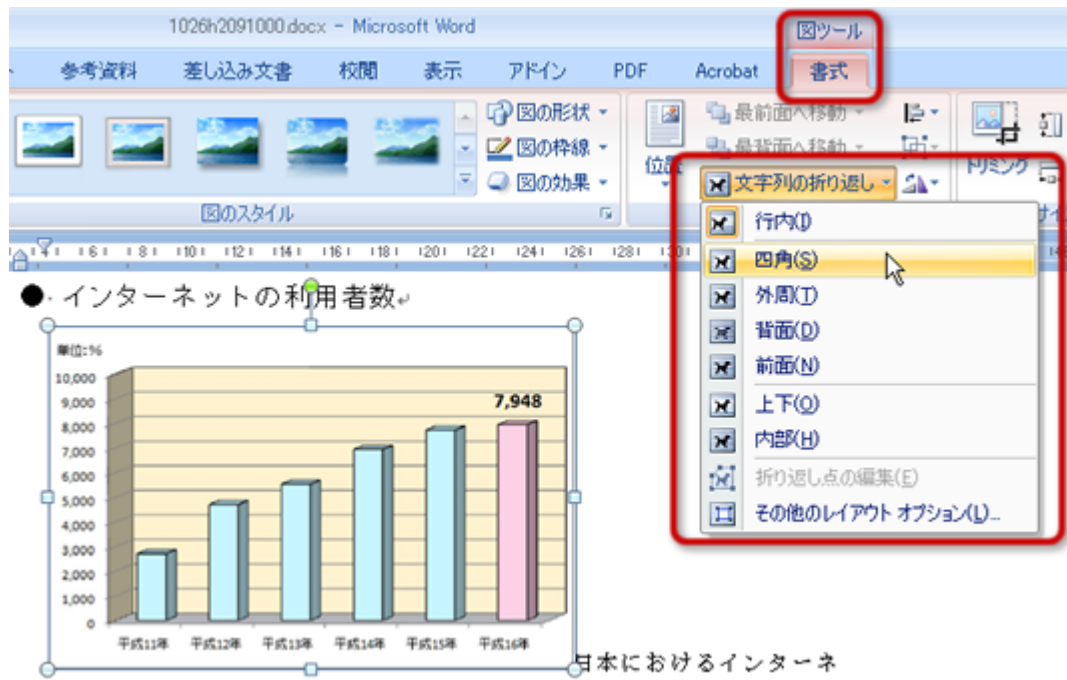 1026h2091000.docx - Microsoft Word
図ツール
参考資料 差し込み文書 校閲 表示 アドイン PDF Acrobat 書式
図の形状
図の枠線
図の効果
図のスタイル
位置
最前面へ移動
最背面へ移動
文字列の折り返し
トリミング
行内(I)
四角(S)
外周(T)
背面(D)
前面(N)
上下(O)
内部(H)
折り返し点の編集(E)
その他のレイアウト オプション(L)...
●インターネットの利用者数
単位:%
10,000
9,000
8,000
7,000
6,000
5,000
4,000
3,000
2,000
1,000
0
7,948
平成11年 平成12年 平成13年 平成14年 平成15年 平成16年
日本におけるインターネ